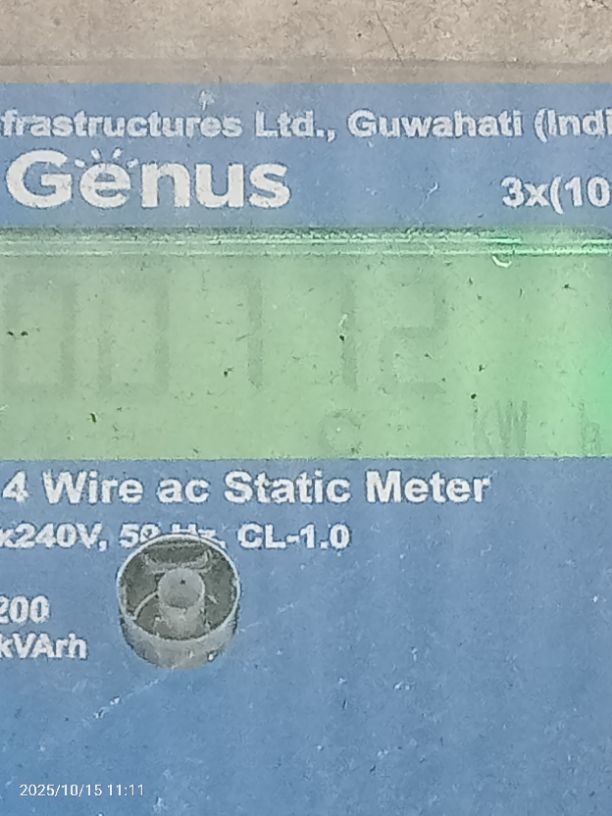 frastructures Ltd., Guwahati (Indi
Genus
3x(10
00112
C kW h
4 Wire ac Static Meter
x240V, 50 Hz, CL-1.0
200
kVArh
2025/10/15 11:11